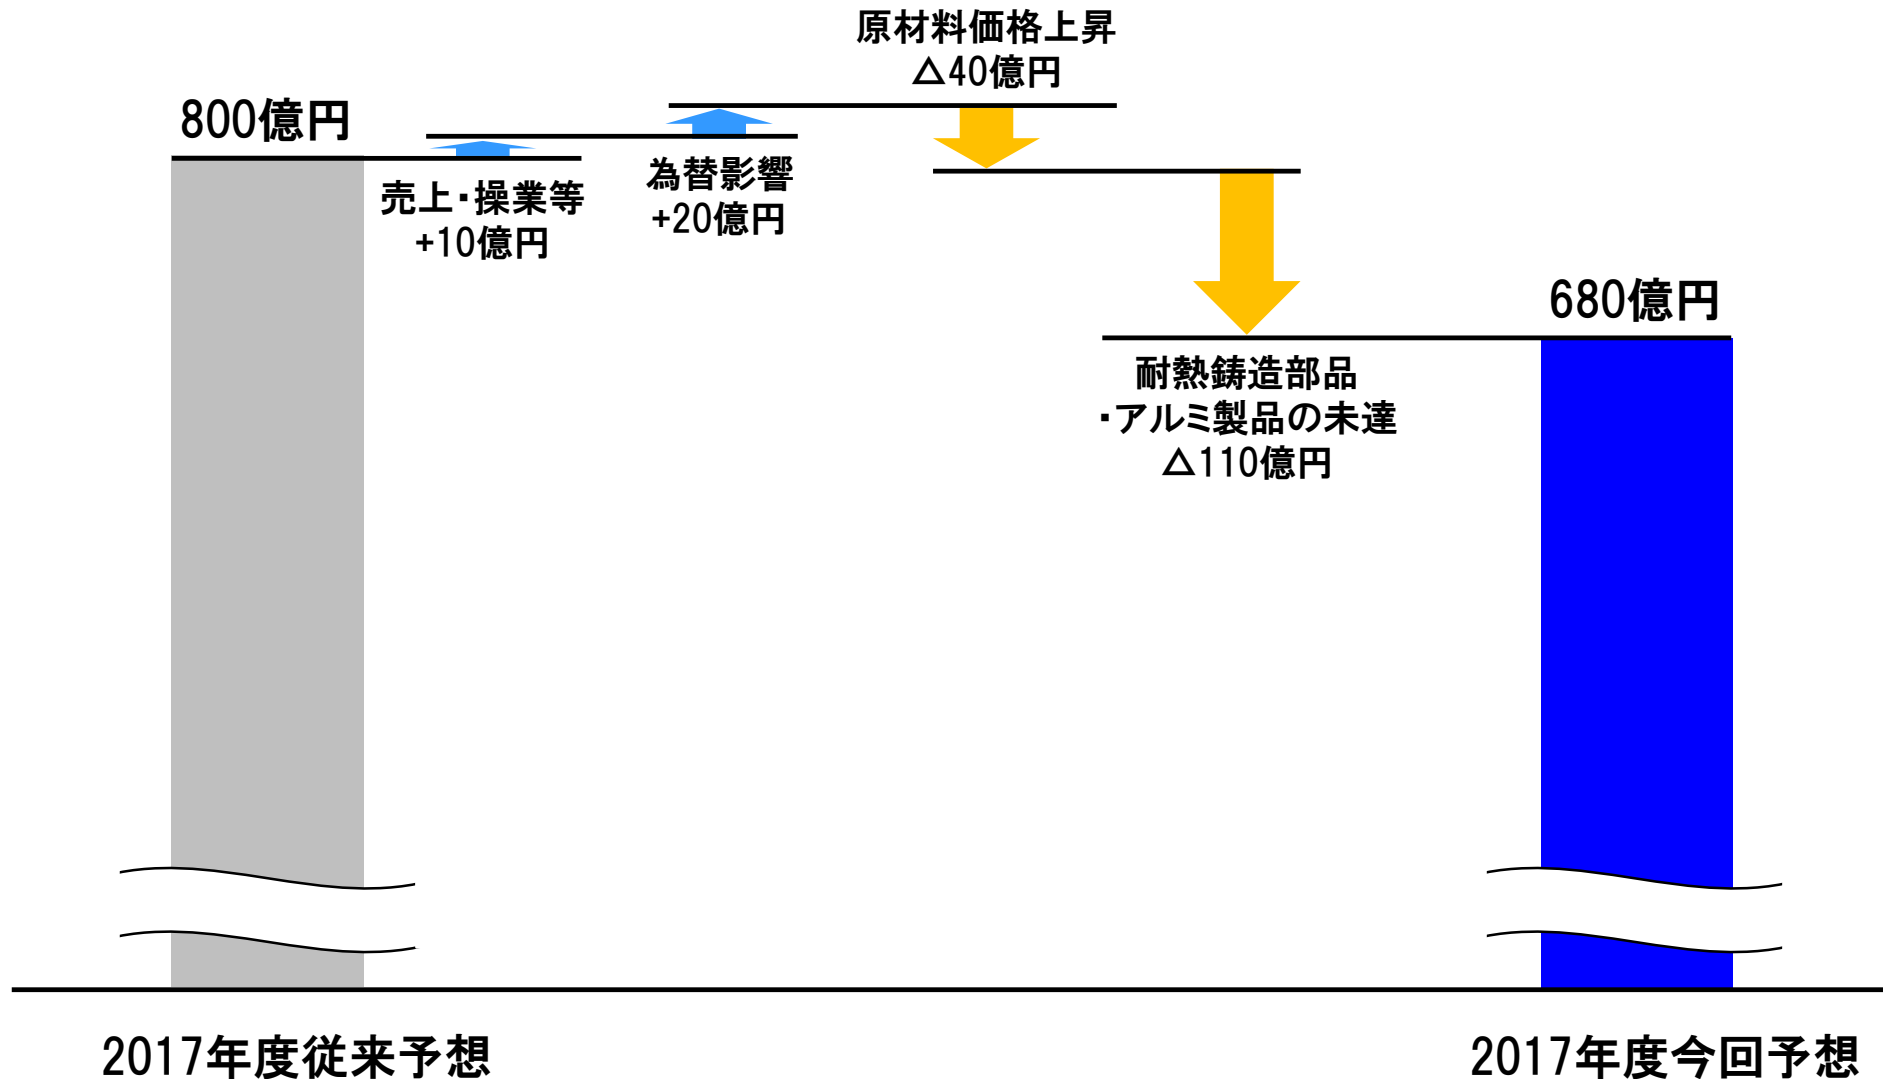 原材料価格上昇
△40億円
800億円
売上・操業等
+10億円
為替影響
+20億円
680億円
耐熱鋳造部品
・アルミ製品の未達
△110億円
2017年度従来予想
2017年度今回予想